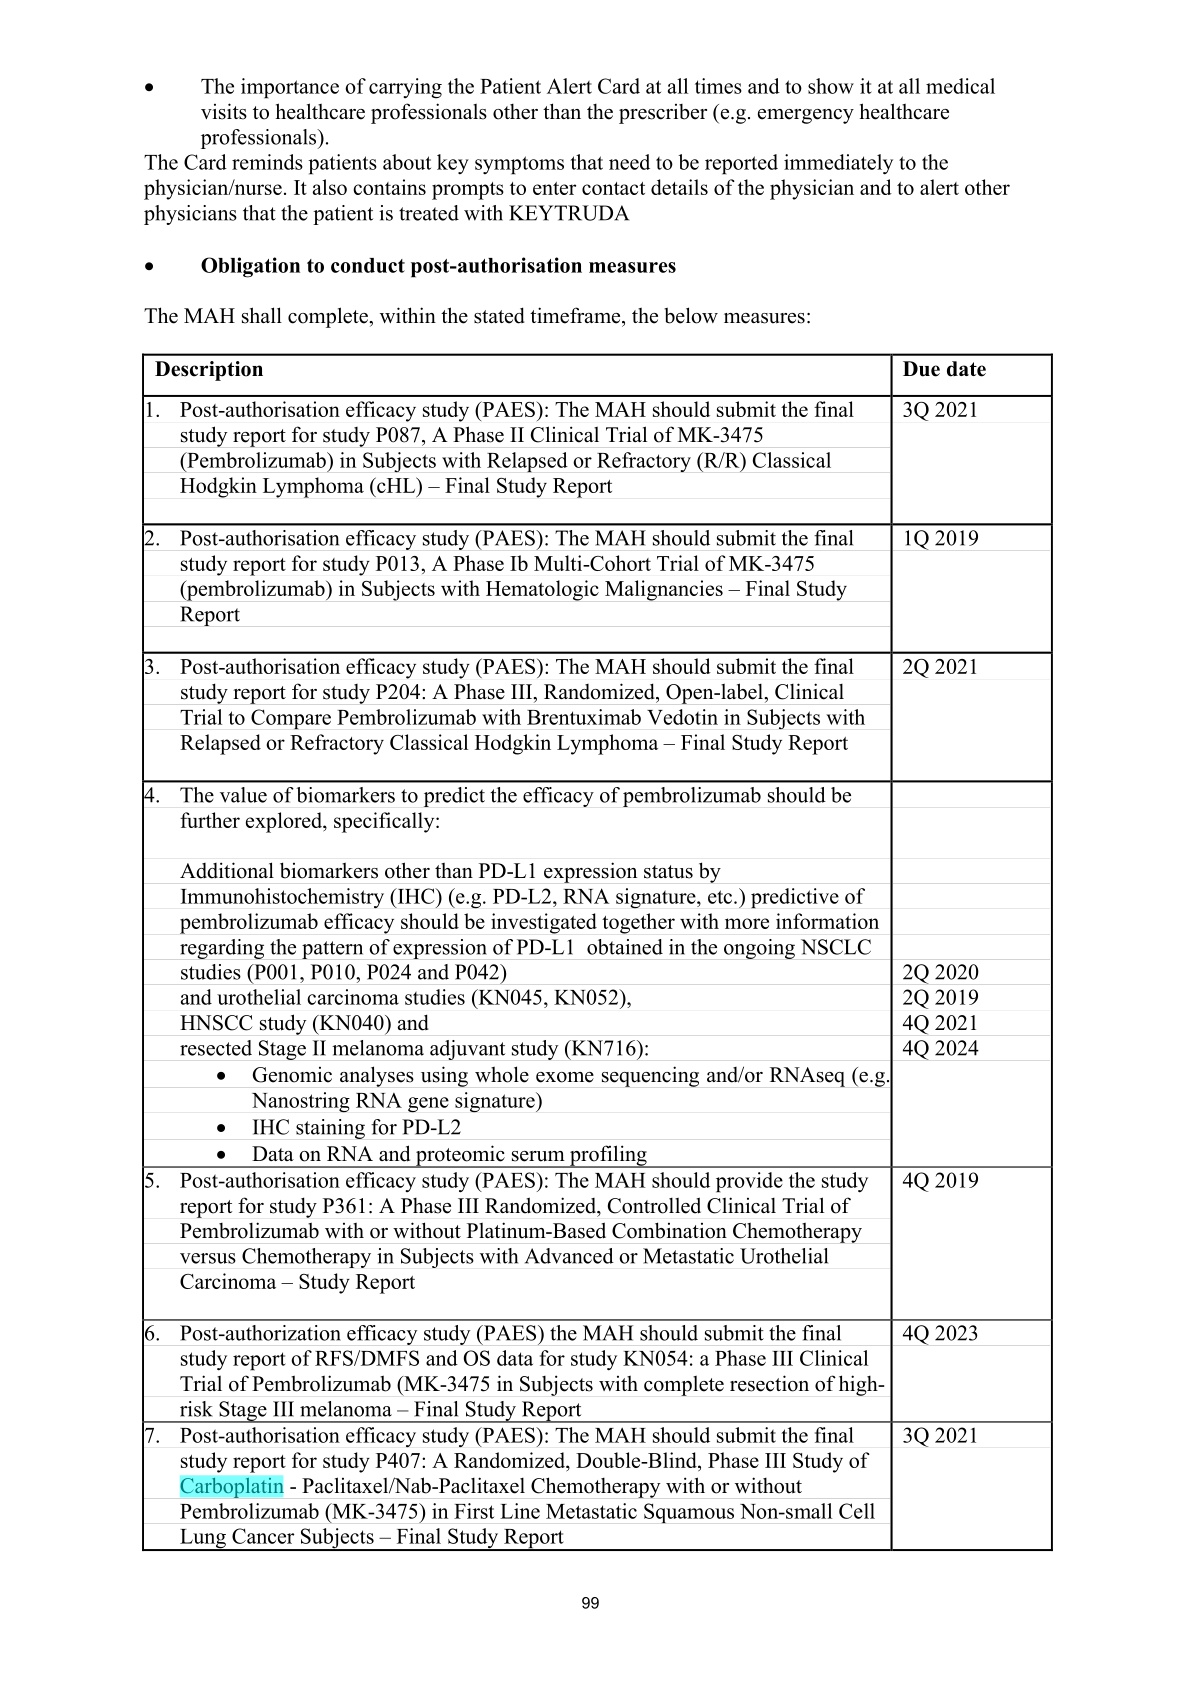 • The importance of carrying the Patient Alert Card at all times and to show it at all medical
visits to healthcare professionals other than the prescriber (e.g. emergency healthcare
professionals).
The Card reminds patients about key symptoms that need to be reported immediately to the
physician/nurse. It also contains prompts to enter contact details of the physician and to alert other
physicians that the patient is treated with KEYTRUDA
• Obligation to conduct post-authorisation measures
The MAH shall complete, within the stated timeframe, the below measures:
Description Due date
1. Post-authorisation efficacy study (PAES): The MAH should submit the final 3Q 2021
study report for study P087, A Phase II Clinical Trial of MK-3475
(Pembrolizumab) in Subjects with Relapsed or Refractory (R/R) Classical
Hodgkin Lymphoma (cHL) – Final Study Report
2. Post-authorisation efficacy study (PAES): The MAH should submit the final 1Q 2019
study report for study P013, A Phase Ib Multi-Cohort Trial of MK-3475
(pembrolizumab) in Subjects with Hematologic Malignancies – Final Study
Report
3. Post-authorisation efficacy study (PAES): The MAH should submit the final 2Q 2021
study report for study P204: A Phase III, Randomized, Open-label, Clinical
Trial to Compare Pembrolizumab with Brentuximab Vedotin in Subjects with
Relapsed or Refractory Classical Hodgkin Lymphoma – Final Study Report
4. The value of biomarkers to predict the efficacy of pembrolizumab should be
further explored, specifically:
Additional biomarkers other than PD-L1 expression status by
Immunohistochemistry (IHC) (e.g. PD-L2, RNA signature, etc.) predictive of
pembrolizumab efficacy should be investigated together with more information
regarding the pattern of expression of PD-L1 obtained in the ongoing NSCLC
studies (P001, P010, P024 and P042) 2Q 2020
and urothelial carcinoma studies (KN045, KN052), 2Q 2019
HNSCC study (KN040) and 4Q 2021
resected Stage II melanoma adjuvant study (KN716): 4Q 2024
• Genomic analyses using whole exome sequencing and/or RNAseq (e.g.
Nanostring RNA gene signature)
• IHC staining for PD-L2
• Data on RNA and proteomic serum profiling
5. Post-authorisation efficacy study (PAES): The MAH should provide the study 4Q 2019
report for study P361: A Phase III Randomized, Controlled Clinical Trial of
Pembrolizumab with or without Platinum-Based Combination Chemotherapy
versus Chemotherapy in Subjects with Advanced or Metastatic Urothelial
Carcinoma – Study Report
6. Post-authorization efficacy study (PAES) the MAH should submit the final 4Q 2023
study report of RFS/DMFS and OS data for study KN054: a Phase III Clinical
Trial of Pembrolizumab (MK-3475 in Subjects with complete resection of high-
risk Stage III melanoma – Final Study Report
7. Post-authorisation efficacy study (PAES): The MAH should submit the final 3Q 2021
study report for study P407: A Randomized, Double-Blind, Phase III Study of
Carboplatin - Paclitaxel/Nab-Paclitaxel Chemotherapy with or without
Pembrolizumab (MK-3475) in First Line Metastatic Squamous Non-small Cell
Lung Cancer Subjects – Final Study Report
99